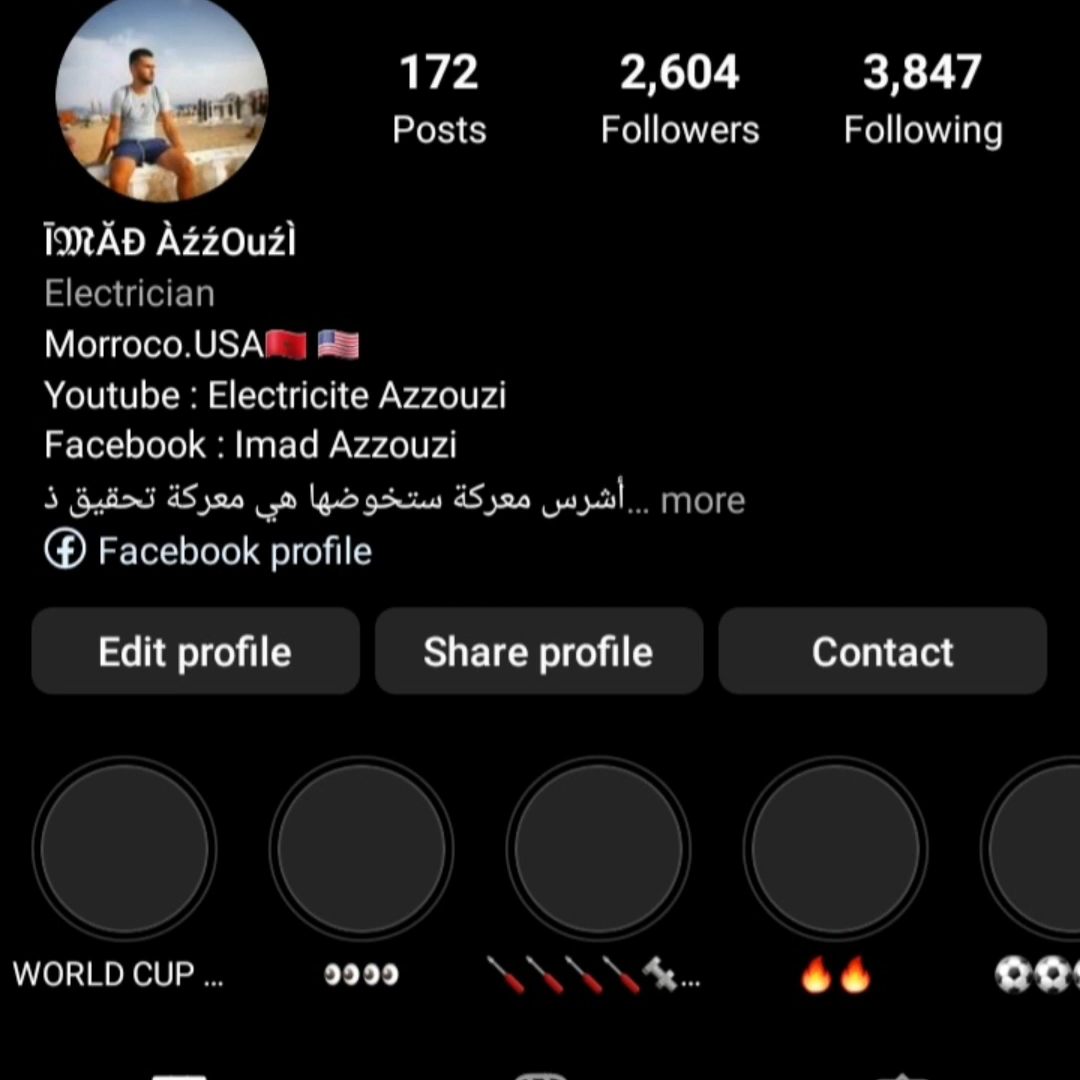 172 2,604 3,847
Posts Followers Following
Ī𝕸ĂĐ ÀźźOuźÌ
Electrician
Morroco.USA🇲🇦 🇺🇸
Youtube : Electricite Azzouzi
Facebook : Imad Azzouzi
أشرس معركة ستخوضها هي معركة تحقيق ذ... more
Facebook profile
Edit profile Share profile Contact
WORLD CUP ... 👀👀 🪛🪛🪛🪛🔩... 🔥🔥 ⚽⚽